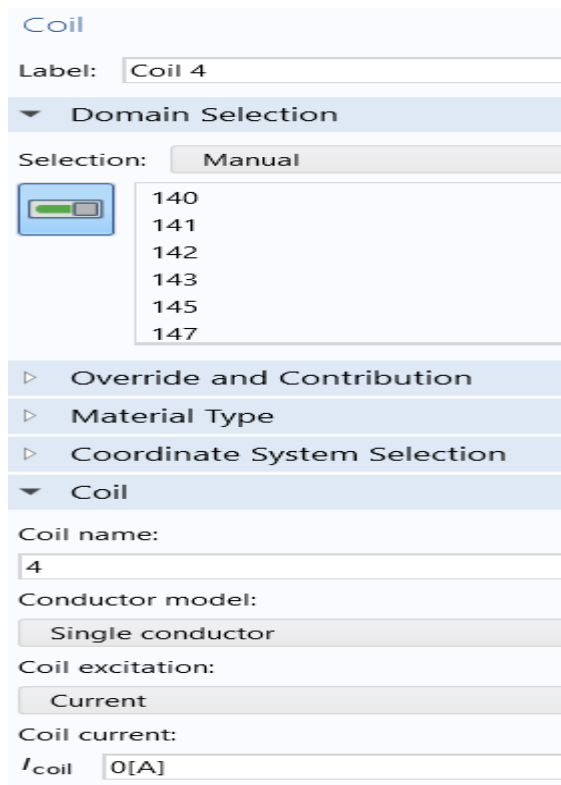 Coil
Label: Coil 4
Domain Selection
Selection: Manual
140
141
142
143
145
147
Override and Contribution
Material Type
Coordinate System Selection
Coil
Coil name:
4
Conductor model:
Single conductor
Coil excitation:
Current
Coil current:
Icoil 0[A]